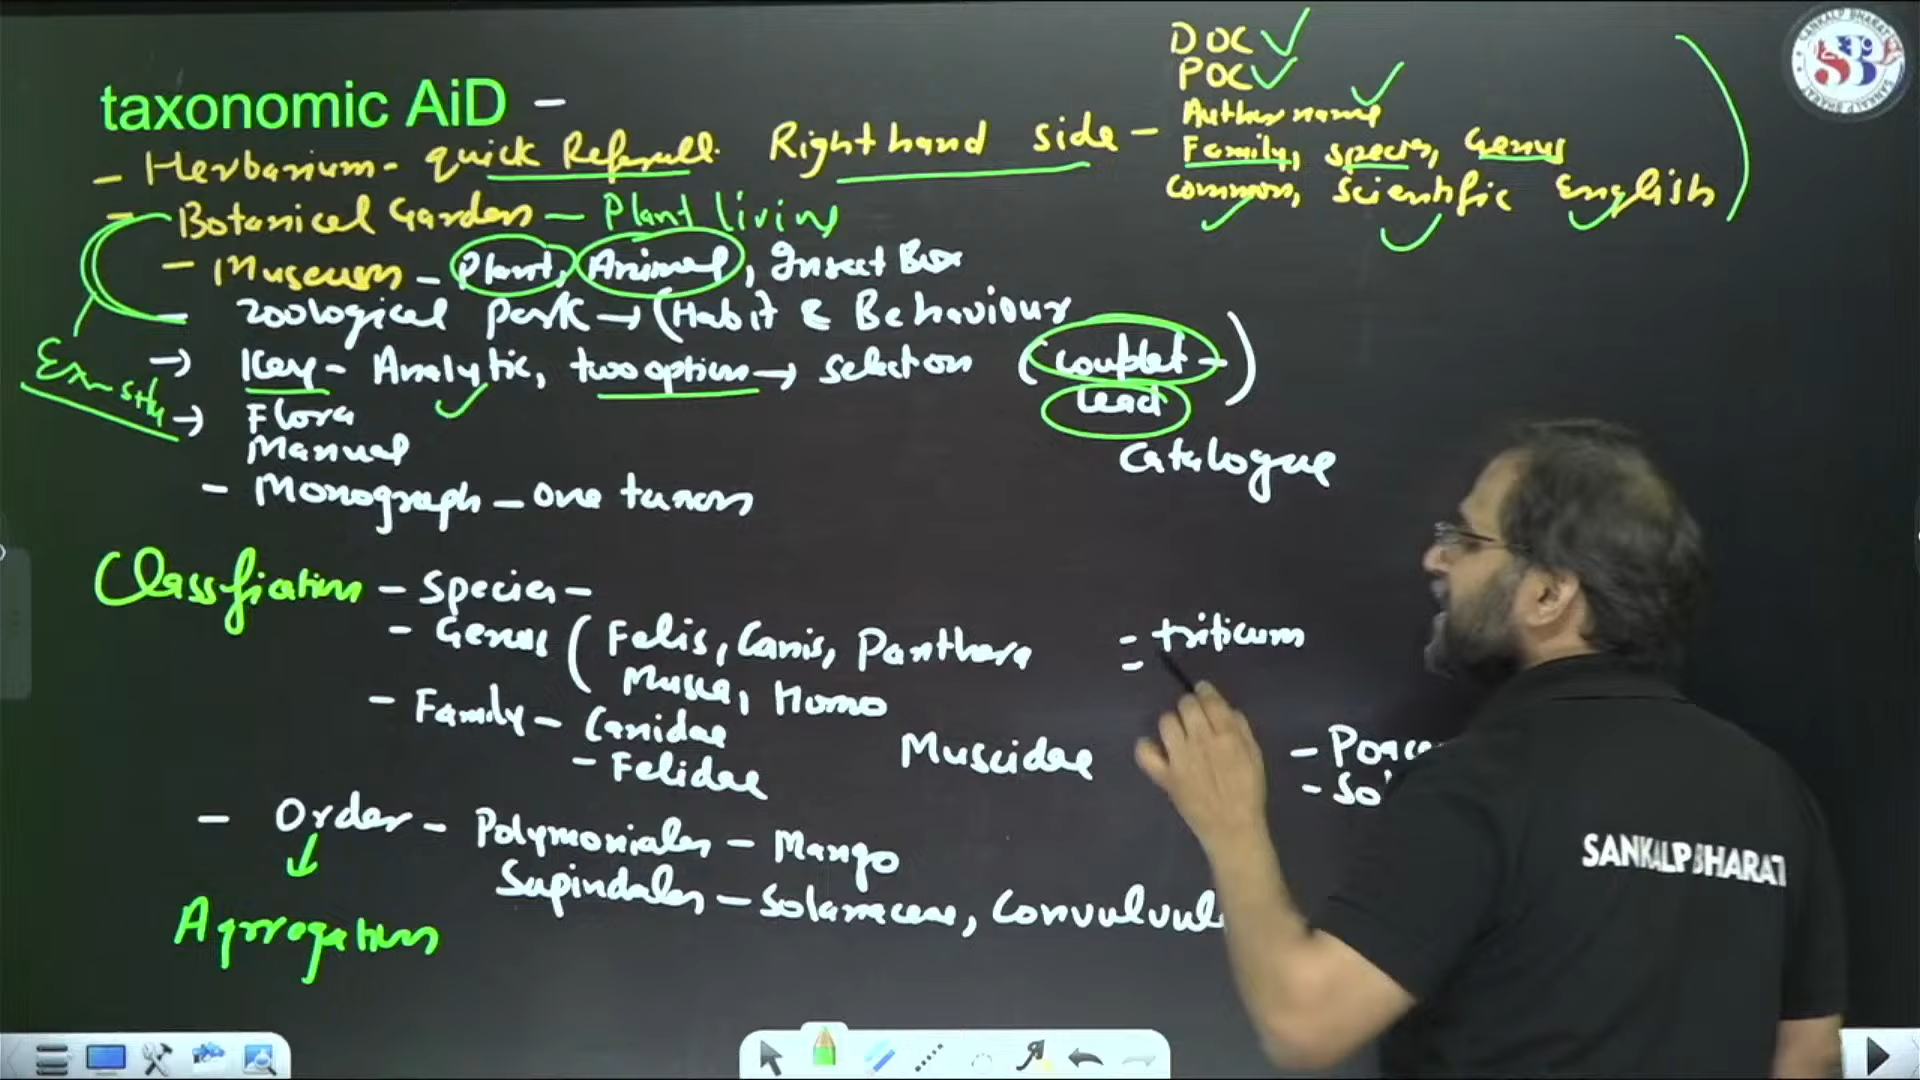 DOC
POC
Author name
taxonomic AiD -
- Herbarium - quick Referall. Right hand side -
Family, species, Genus
common, Scientific English
- Botanical Garden - Plant living
- Museum - Plant, Animal, Insect Box
- Zoological park → (Habit & Behaviour
→ Key - Analytic, two option → selection (couplet - )
lead
Ex-situ
→ Flora
Manual
Catalogue
- Monograph - one taxon
Classification - Species -
- Genus ( Felis, Canis, Panthera
- triticum
Musca, Homo
- Family - Canidae
- Felidae
Muscidae
- Order - Polymoniales - Mango
Sapindales - Solanaceae,
SANKALP BHARAT